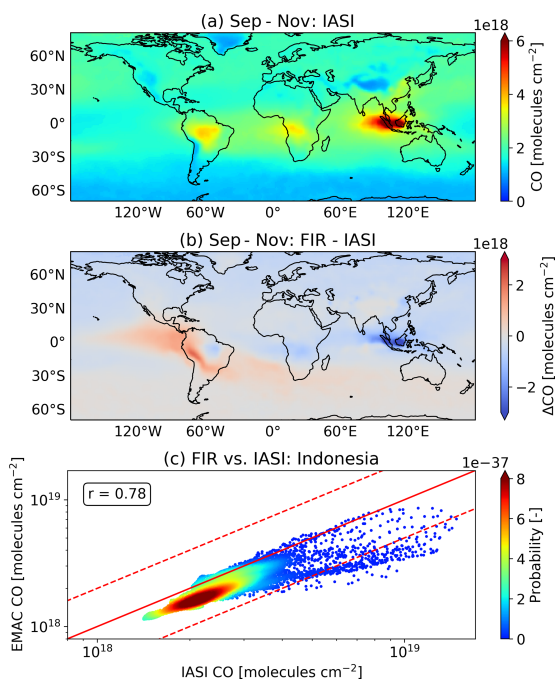 (a) Sep - Nov: IASI
1e18
60°N
30°N
0°
30°S
60°S
120°W 60°W 0° 60°E 120°E
6
4
2
0
CO [molecules cm⁻²]
(b) Sep - Nov: FIR - IASI
1e18
60°N
30°N
0°
30°S
60°S
120°W 60°W 0° 60°E 120°E
2
0
−2
ΔCO [molecules cm⁻²]
(c) FIR vs. IASI: Indonesia
1e−37
r = 0.78
10¹⁹
10¹⁸
EMAC CO [molecules cm⁻²]
10¹⁸ 10¹⁹
IASI CO [molecules cm⁻²]
8
6
4
2
0
Probability [-]